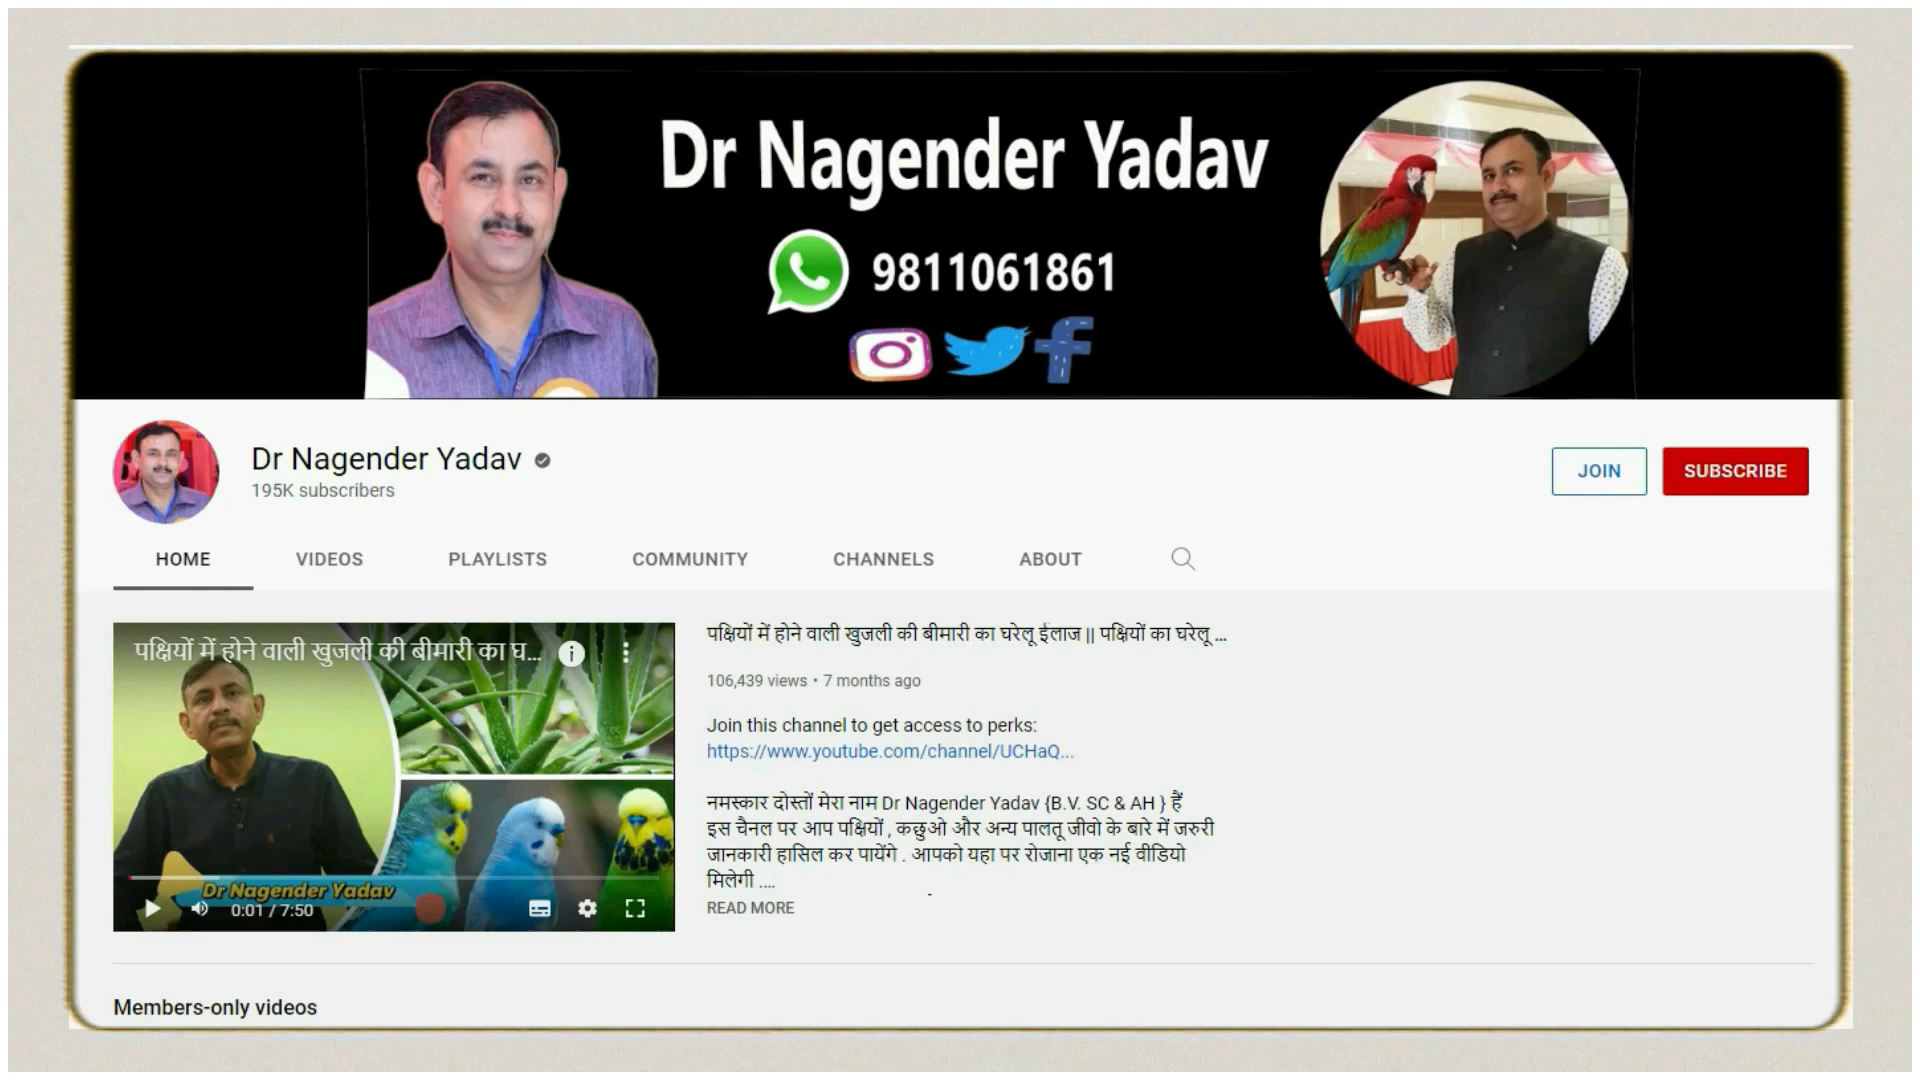 Dr Nagender Yadav
9811061861
Dr Nagender Yadav
195K subscribers
JOIN
SUBSCRIBE
HOME
VIDEOS
PLAYLISTS
COMMUNITY
CHANNELS
ABOUT
पक्षियों में होने वाली खुजली की बीमारी का घ...
Dr Nagender Yadav
0:01 / 7:50
पक्षियों में होने वाली खुजली की बीमारी का घरेलू ईलाज || पक्षियों का घरेलू ...
106,439 views • 7 months ago
Join this channel to get access to perks:
https://www.youtube.com/channel/UCHaQ...
नमस्कार दोस्तों मेरा नाम Dr Nagender Yadav {B.V. SC & AH } हैं
इस चैनल पर आप पक्षियों , कछुओ और अन्य पालतू जीवो के बारे में जरुरी
जानकारी हासिल कर पायेंगे . आपको यहा पर रोजाना एक नई वीडियो
मिलेगी ....
READ MORE
Members-only videos